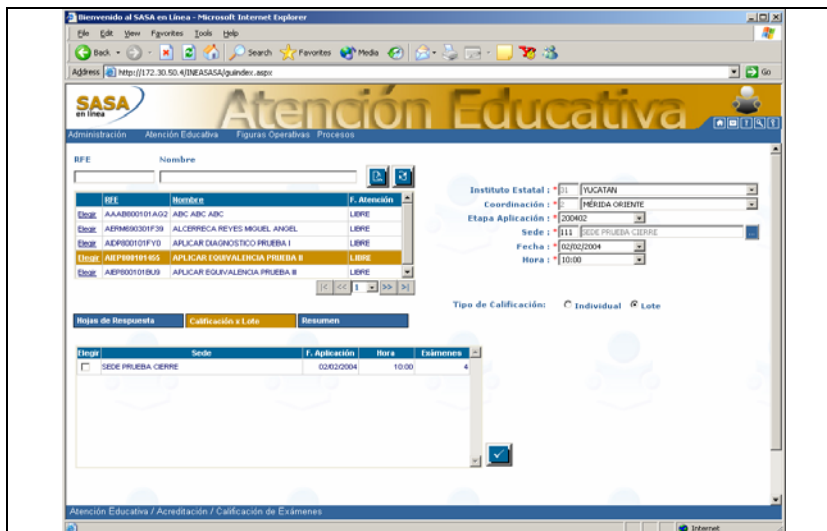 Bienvenido al SASA en Línea - Microsoft Internet Explorer
File Edit View Favorites Tools Help
Back Search Favorites Media
Address http://172.30.50.4/INEASASA/guindex.aspx Go
SASA
en línea
Atención Educativa
Administración Atención Educativa Figuras Operativas Procesos
RFE Nombre
RFE Nombre F. Atención
Elegir AAAB800101AG2 ABC ABC ABC LIBRE
Elegir AERM690301F39 ALCERRECA REYES MIGUEL ANGEL LIBRE
Elegir AIDP800101FY0 APLICAR DIAGNOSTICO PRUEBA I LIBRE
Elegir AIEP800101455 APLICAR EQUIVALENCIA PRUEBA II LIBRE
Elegir AIEP800101BU9 APLICAR EQUIVALENCIA PRUEBA III LIBRE
|< << 1 >> >|
Instituto Estatal : * 31 YUCATAN
Coordinación : * 2 MÉRIDA ORIENTE
Etapa Aplicación : * 200402
Sede : * 111 SEDE PRUEBA CIERRE ...
Fecha : * 02/02/2004
Hora : * 10:00
Tipo de Calificación: Individual Lote
Hojas de Respuesta Calificación x Lote Resumen
Elegir Sede F. Aplicación Hora Exámenes
SEDE PRUEBA CIERRE 02/02/2004 10:00 4
Atención Educativa / Acreditación / Calificación de Exámenes
Internet